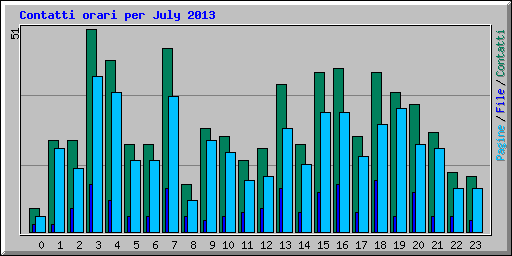 Contatti orari per July 2013
51
Pagine/File/Contatti
0 1 2 3 4 5 6 7 8 9 10 11 12 13 14 15 16 17 18 19 20 21 22 23